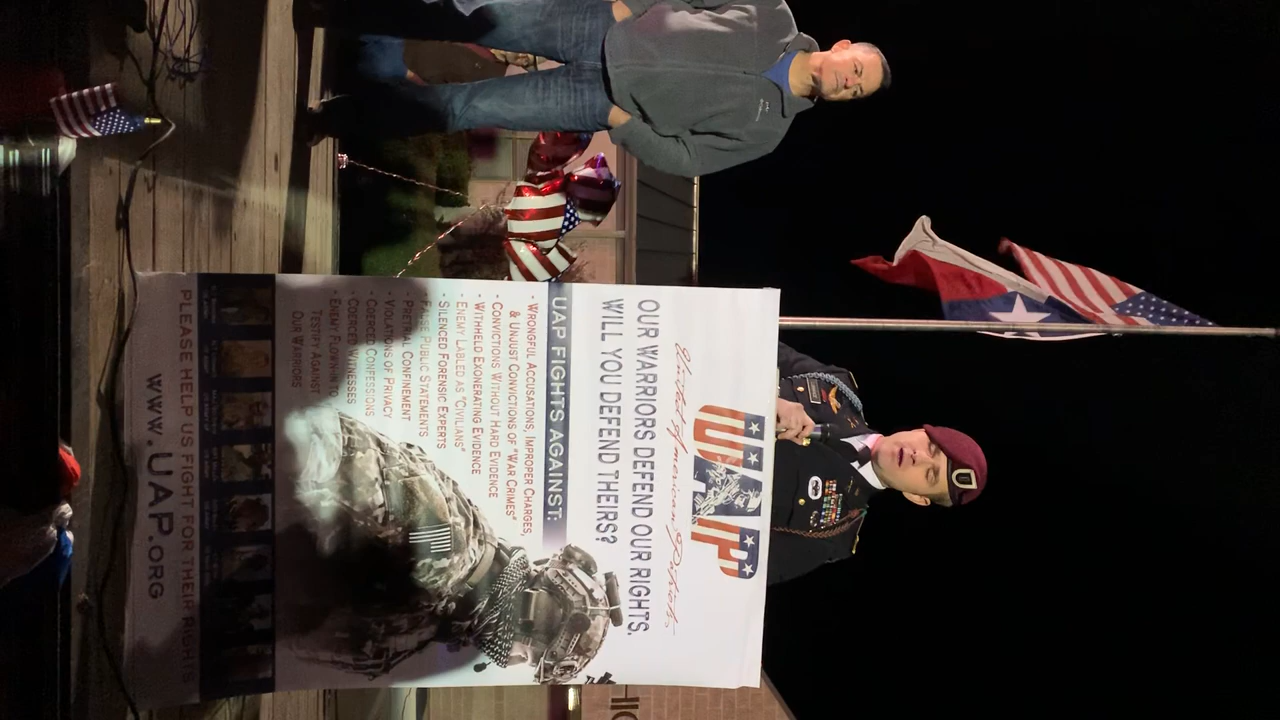 UAP
United American Patriots
OUR WARRIORS DEFEND OUR RIGHTS.
WILL YOU DEFEND THEIRS?
UAP FIGHTS AGAINST:
- WRONGFUL ACCUSATIONS, IMPROPER CHARGES,
& UNJUST CONVICTIONS OF "WAR CRIMES"
- CONVICTIONS WITHOUT HARD EVIDENCE
- WITHHELD EXONERATING EVIDENCE
- ENEMY LABLED AS "CIVILIANS"
- SILENCED FORENSIC EXPERTS
- FALSE PUBLIC STATEMENTS
- PRETRIAL CONFINEMENT
- VIOLATIONS OF PRIVACY
- COERCED CONFESSIONS
- COERCED WITNESSES
- ENEMY FLOWN-IN TO
TESTIFY AGAINST
OUR WARRIORS
PLEASE HELP US FIGHT FOR THEIR RIGHTS
WWW.UAP.ORG